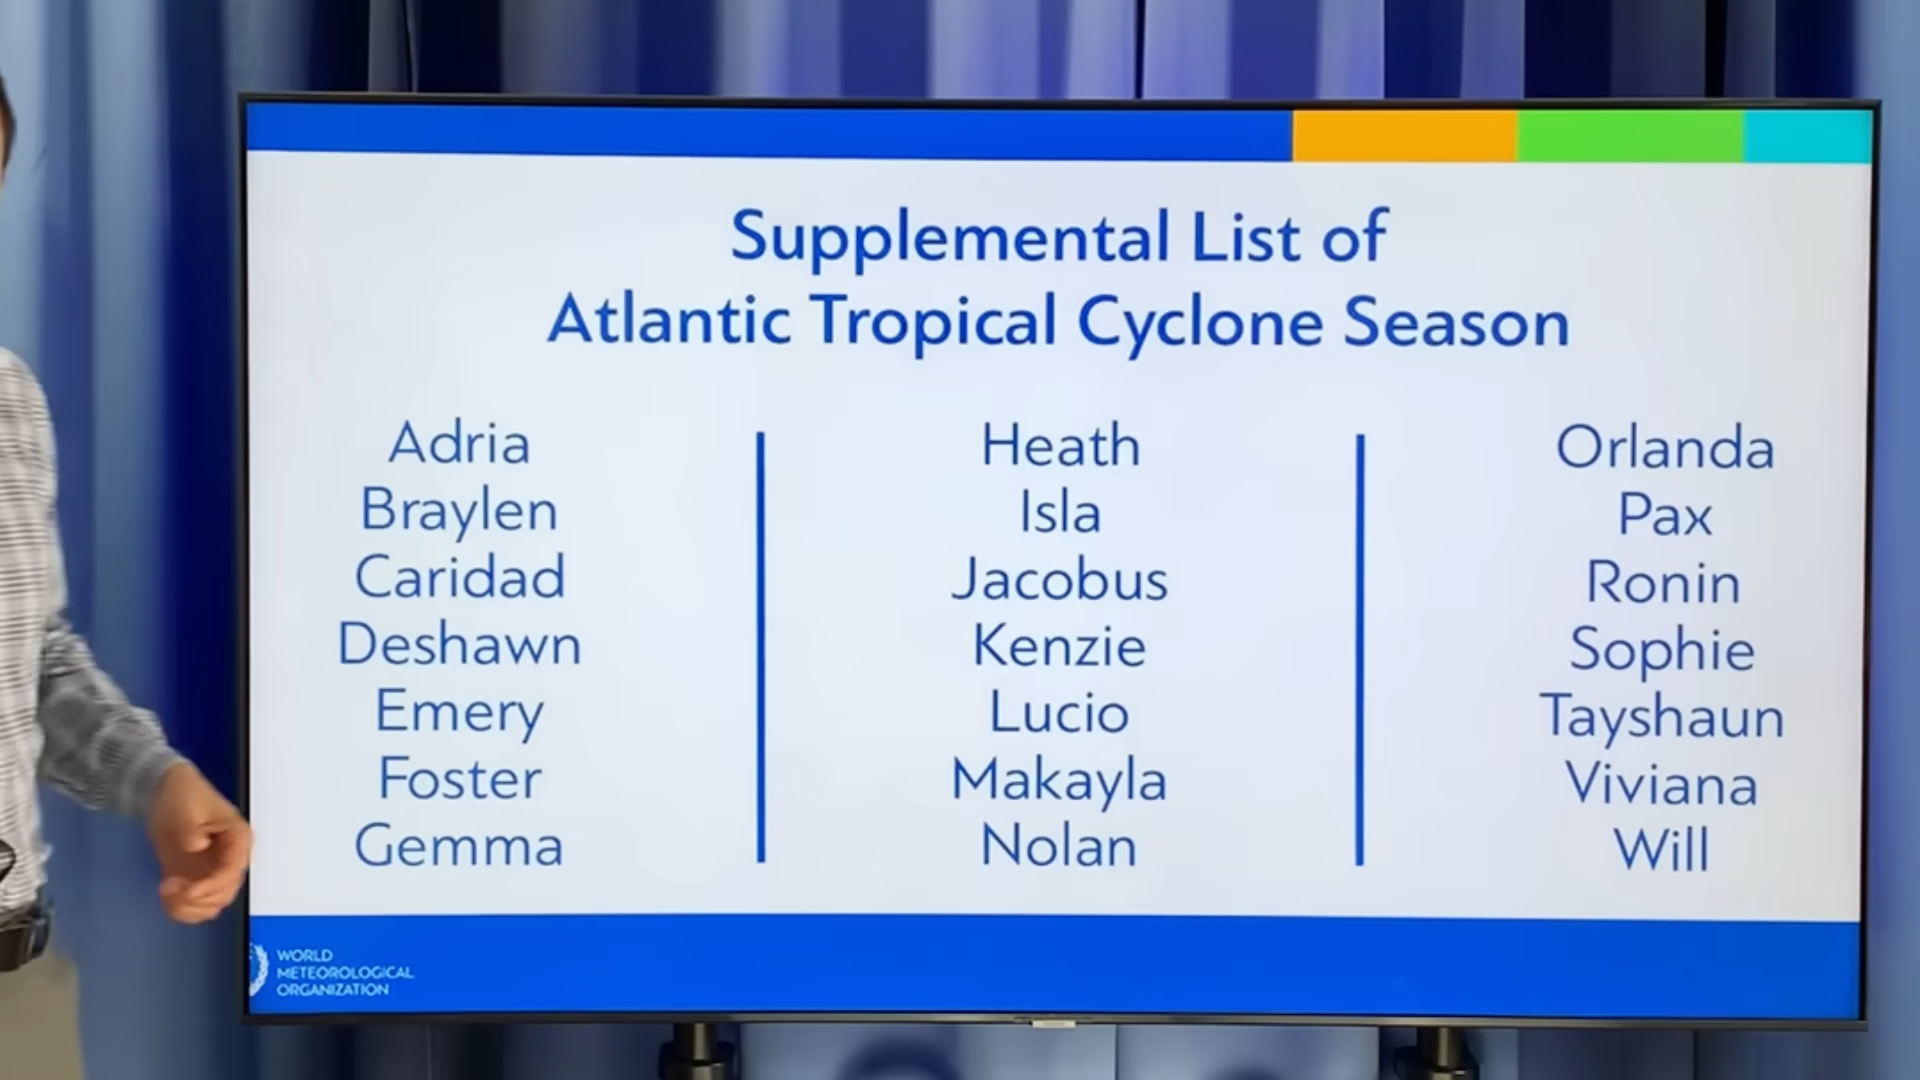 Supplemental List of
Atlantic Tropical Cyclone Season
Adria
Braylen
Caridad
Deshawn
Emery
Foster
Gemma
Heath
Isla
Jacobus
Kenzie
Lucio
Makayla
Nolan
Orlanda
Pax
Ronin
Sophie
Tayshaun
Viviana
Will
WORLD
METEOROLOGICAL
ORGANIZATION